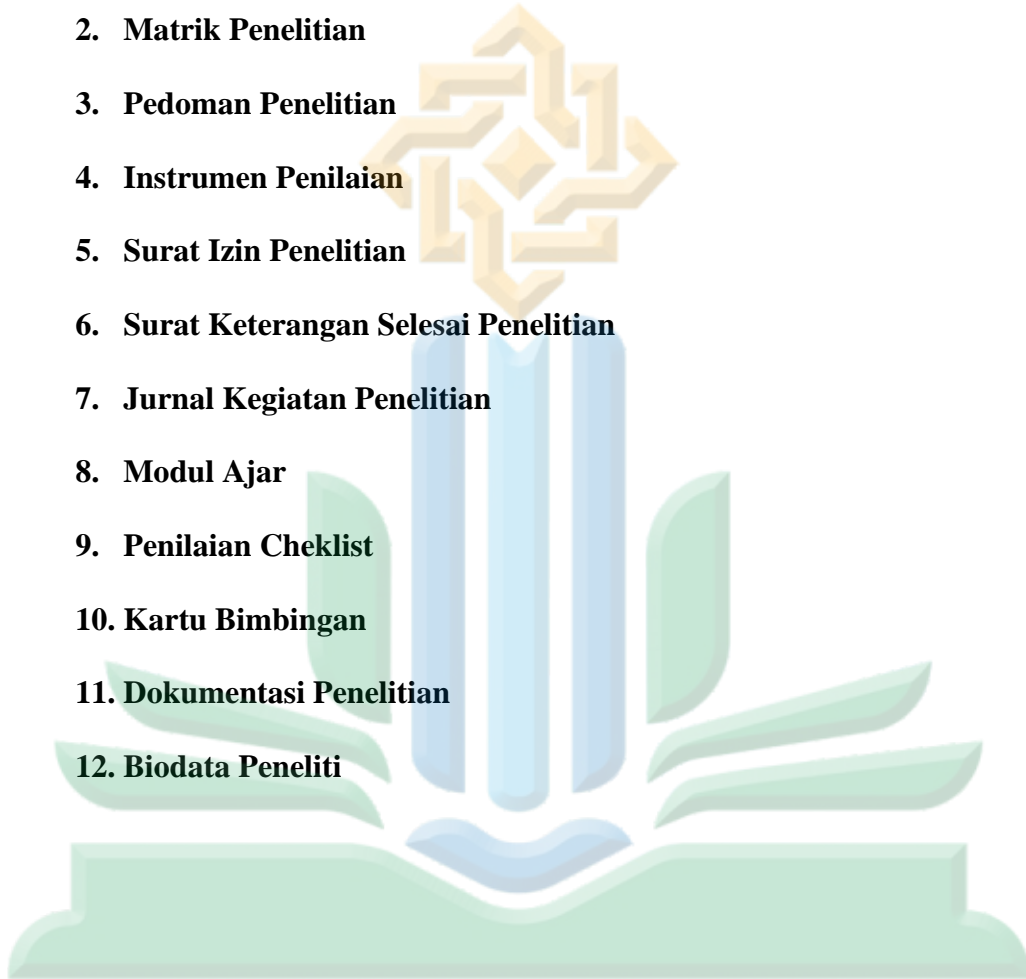 2. Matrik Penelitian
3. Pedoman Penelitian
4. Instrumen Penilaian
5. Surat Izin Penelitian
6. Surat Keterangan Selesai Penelitian
7. Jurnal Kegiatan Penelitian
8. Modul Ajar
9. Penilaian Cheklist
10. Kartu Bimbingan
11. Dokumentasi Penelitian
12. Biodata Peneliti